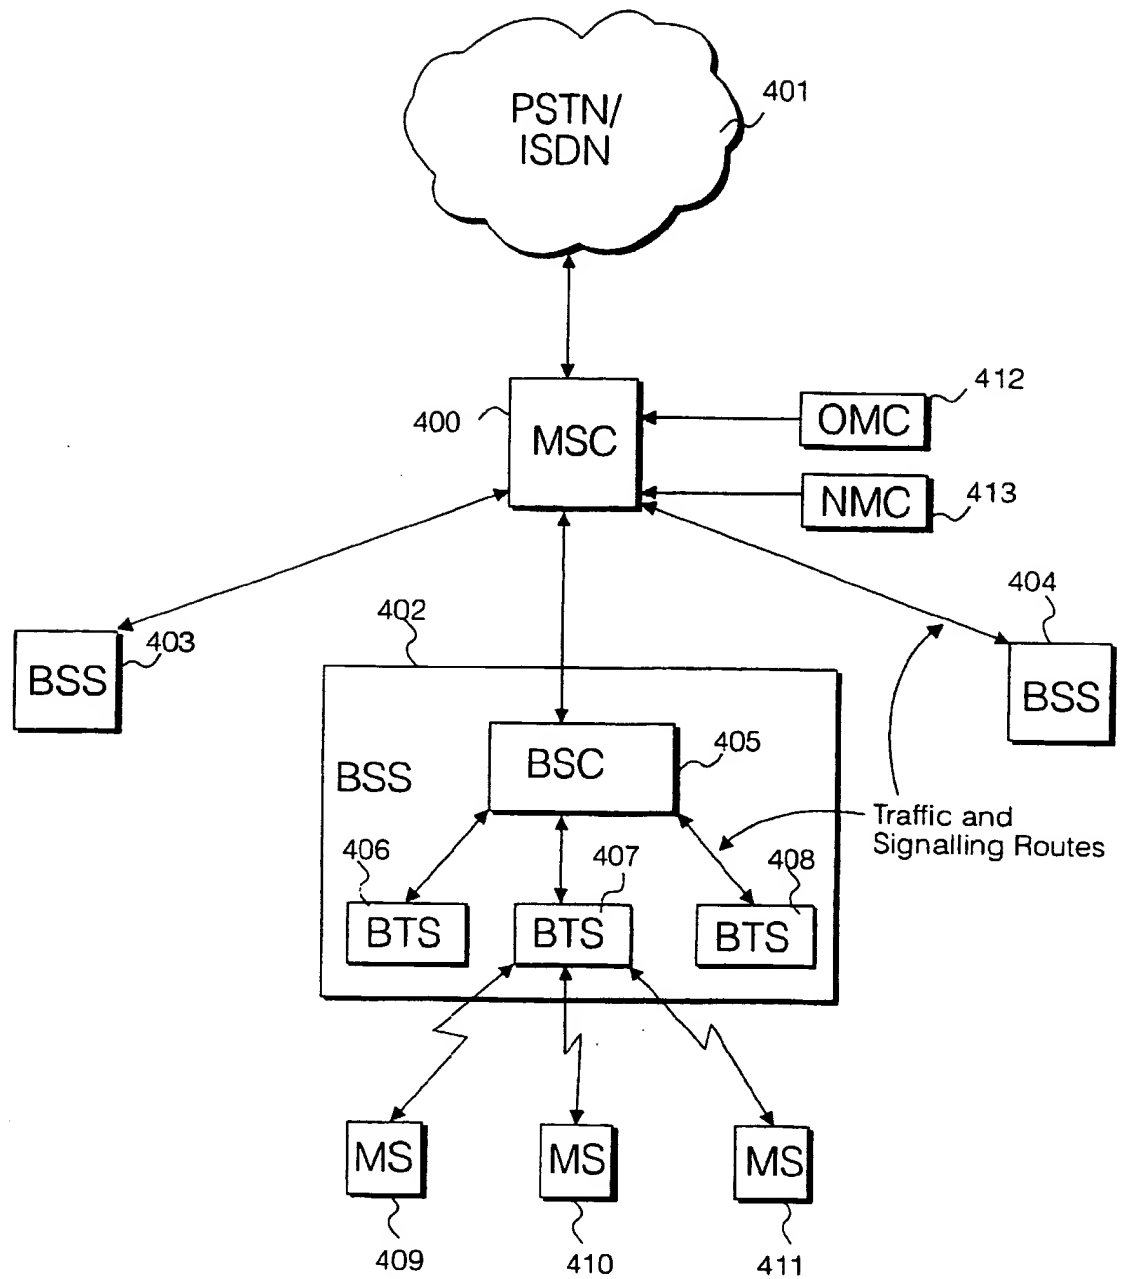 PSTN/
ISDN
401
400
MSC
OMC
412
NMC
413
403
BSS
404
BSS
402
BSS
BSC
405
Traffic and
Signalling Routes
406
BTS
407
BTS
408
BTS
MS
MS
MS
409
410
411